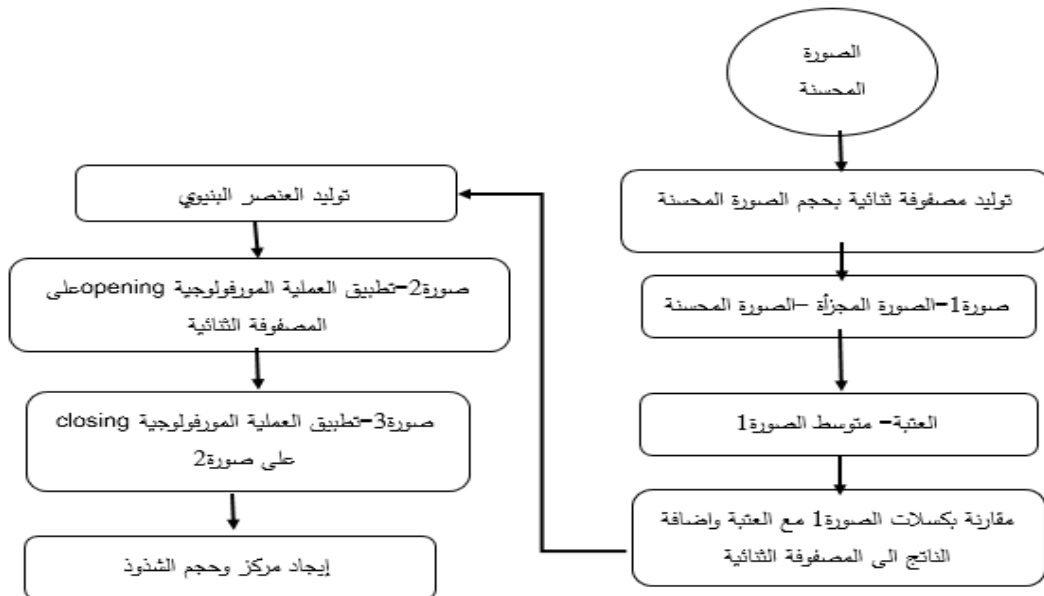 الصورة
المحسنة
توليد مصفوفة ثنائية بحجم الصورة المحسنة
صورة1-الصورة المجزأة –الصورة المحسنة
العتبة- متوسط الصورة1
مقارنة بكسلات الصورة1 مع العتبة واضافة
الناتج الى المصفوفة الثنائية
توليد العنصر البنيوي
صورة2-تطبيق العملية المورفولوجية openingعلى
المصفوفة الثنائية
صورة3-تطبيق العملية المورفولوجية closing
على صورة2
إيجاد مركز وحجم الشذوذ